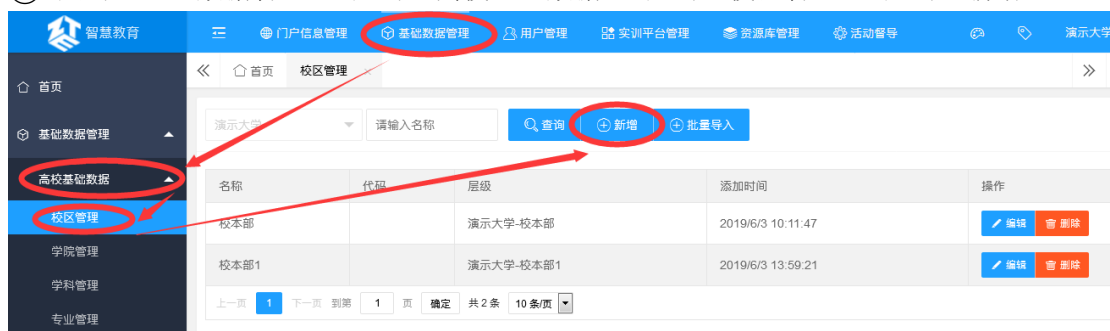 智慧教育
门户信息管理 基础数据管理 用户管理 实训平台管理 资源库管理 活动督导 演示大学
首页 校区管理
首页
基础数据管理
高校基础数据
校区管理
学院管理
学科管理
专业管理
演示大学 请输入名称 查询 新增 批量导入
名称 代码 层级 添加时间 操作
校本部 演示大学-校本部 2019/6/3 10:11:47 编辑 删除
校本部1 演示大学-校本部1 2019/6/3 13:59:21 编辑 删除
上一页 1 下一页 到第 1 页 确定 共2条 10条/页